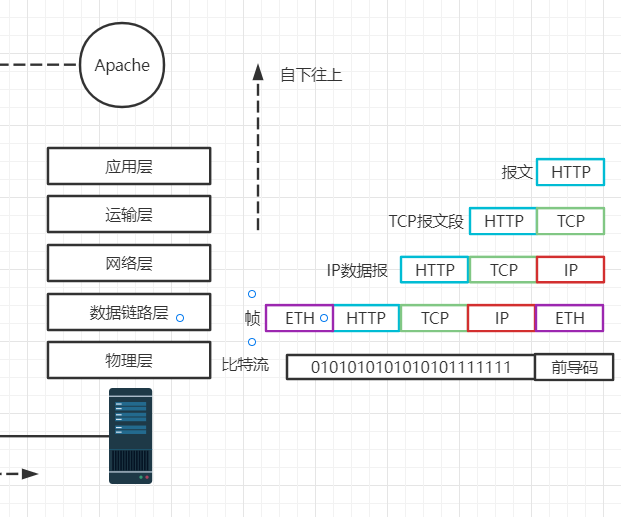 Apache
自下往上
应用层
报文 HTTP
运输层
TCP报文段 HTTP TCP
网络层
IP数据报 HTTP TCP IP
数据链路层
帧 ETH HTTP TCP IP ETH
物理层
比特流 0101010101010101111111 前导码